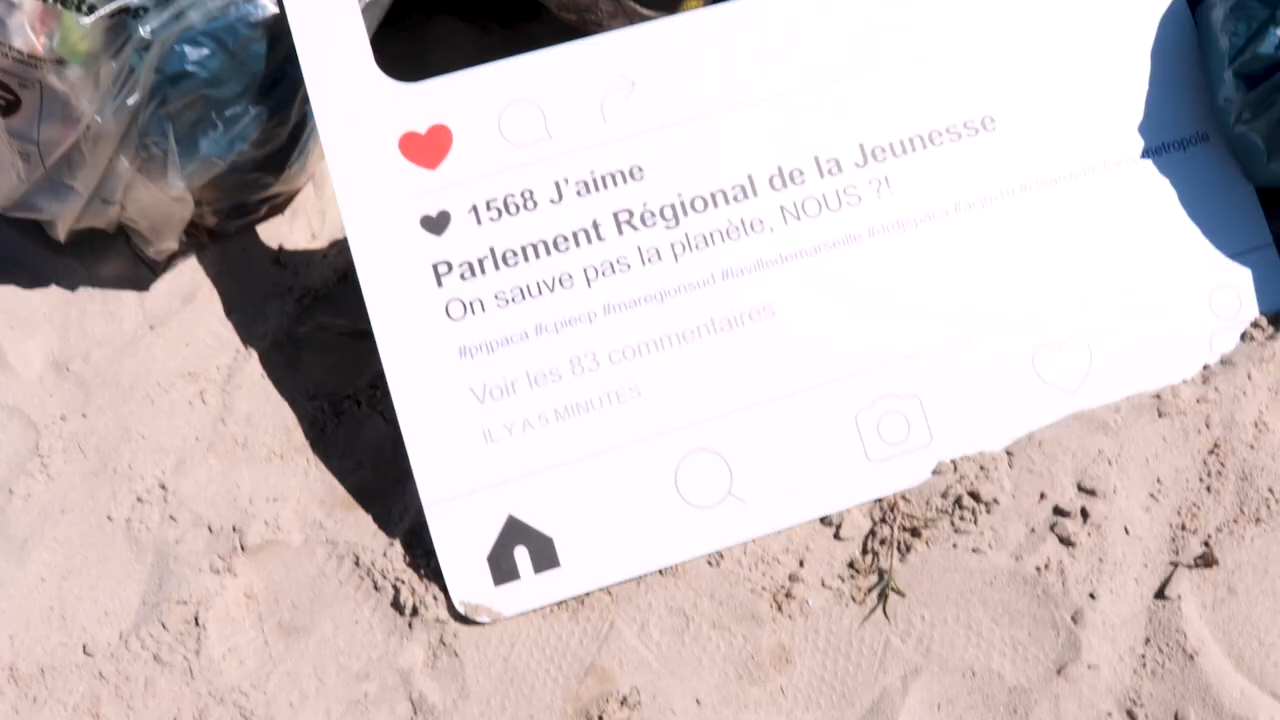 1568 J'aime
Parlement Régional de la Jeunesse
On sauve pas la planète, NOUS ?!
#prjpaca #cpiecp #maregionsud #lavilledemarseille #drdjspaca
Voir les 83 commentaires
IL Y A 5 MINUTES